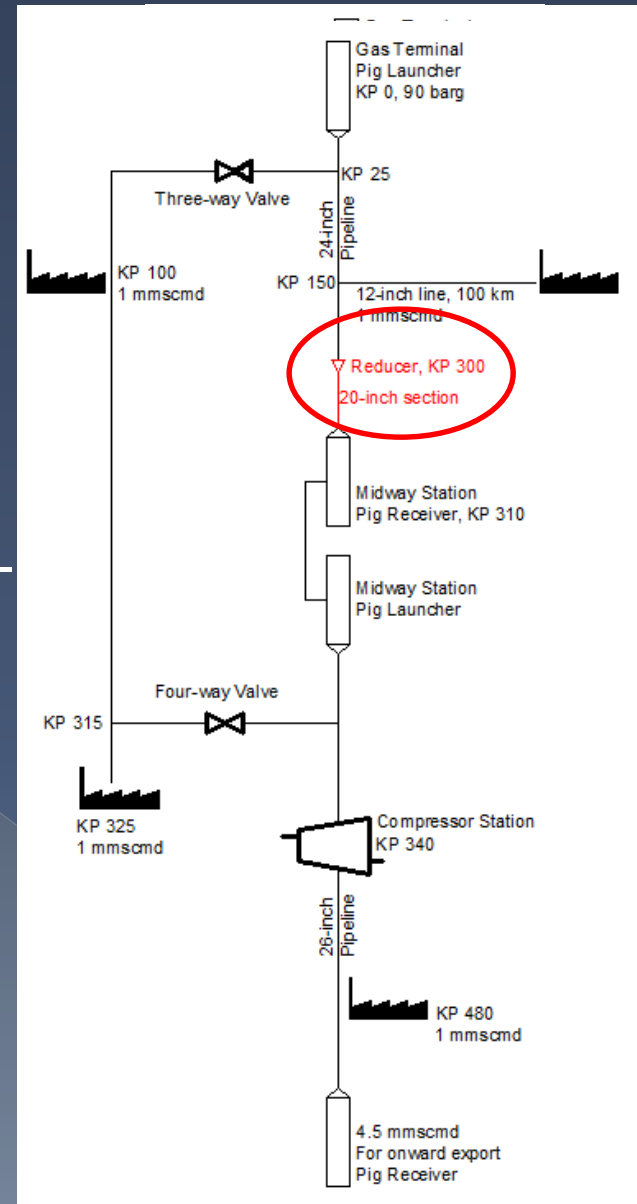 Gas Terminal
Pig Launcher
KP 0, 90 barg
KP 25
Three-way Valve
24-inch
Pipeline
KP 100
1 mmscmd
KP 150
12-inch line, 100 km
1 mmscmd
Reducer, KP 300
20-inch section
Midway Station
Pig Receiver, KP 310
Midway Station
Pig Launcher
Four-way Valve
KP 315
KP 325
1 mmscmd
Compressor Station
KP 340
26-inch
Pipeline
KP 480
1 mmscmd
4.5 mmscmd
For onward export
Pig Receiver